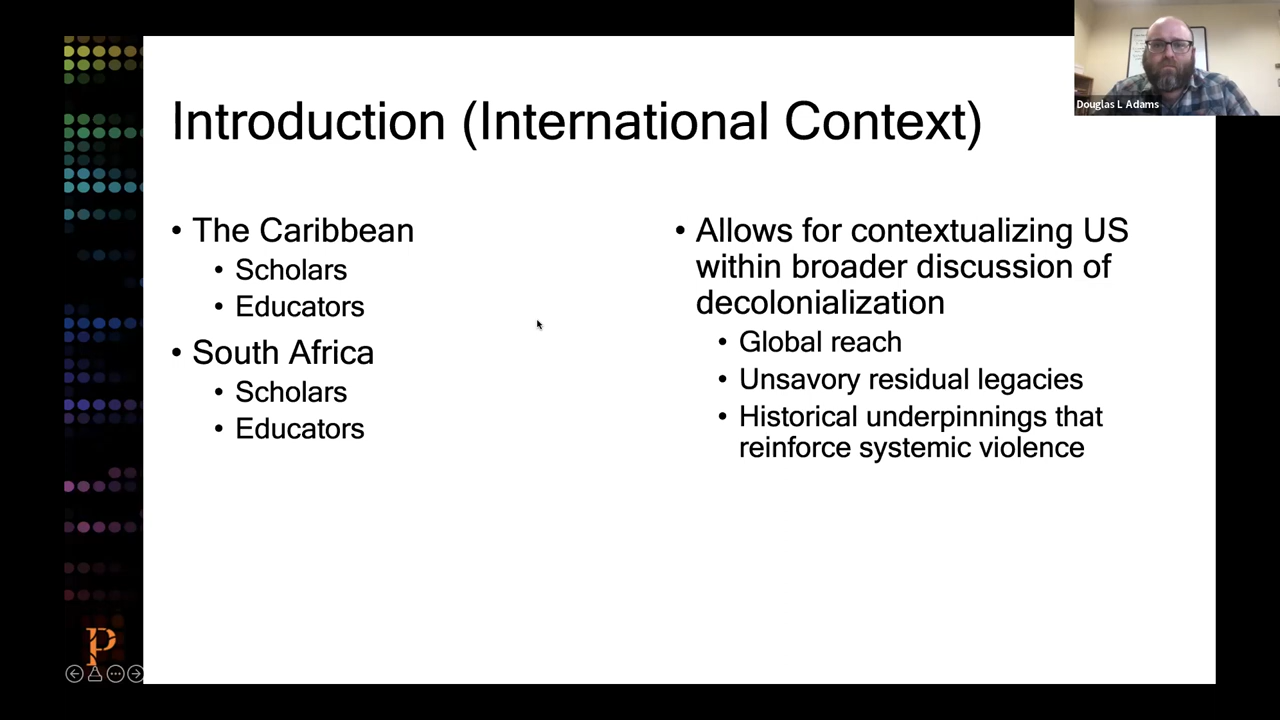 Introduction (International Context)
• The Caribbean
• Scholars
• Educators
• South Africa
• Scholars
• Educators
• Allows for contextualizing US
within broader discussion of
decolonialization
• Global reach
• Unsavory residual legacies
• Historical underpinnings that
reinforce systemic violence
Douglas L Adams
P